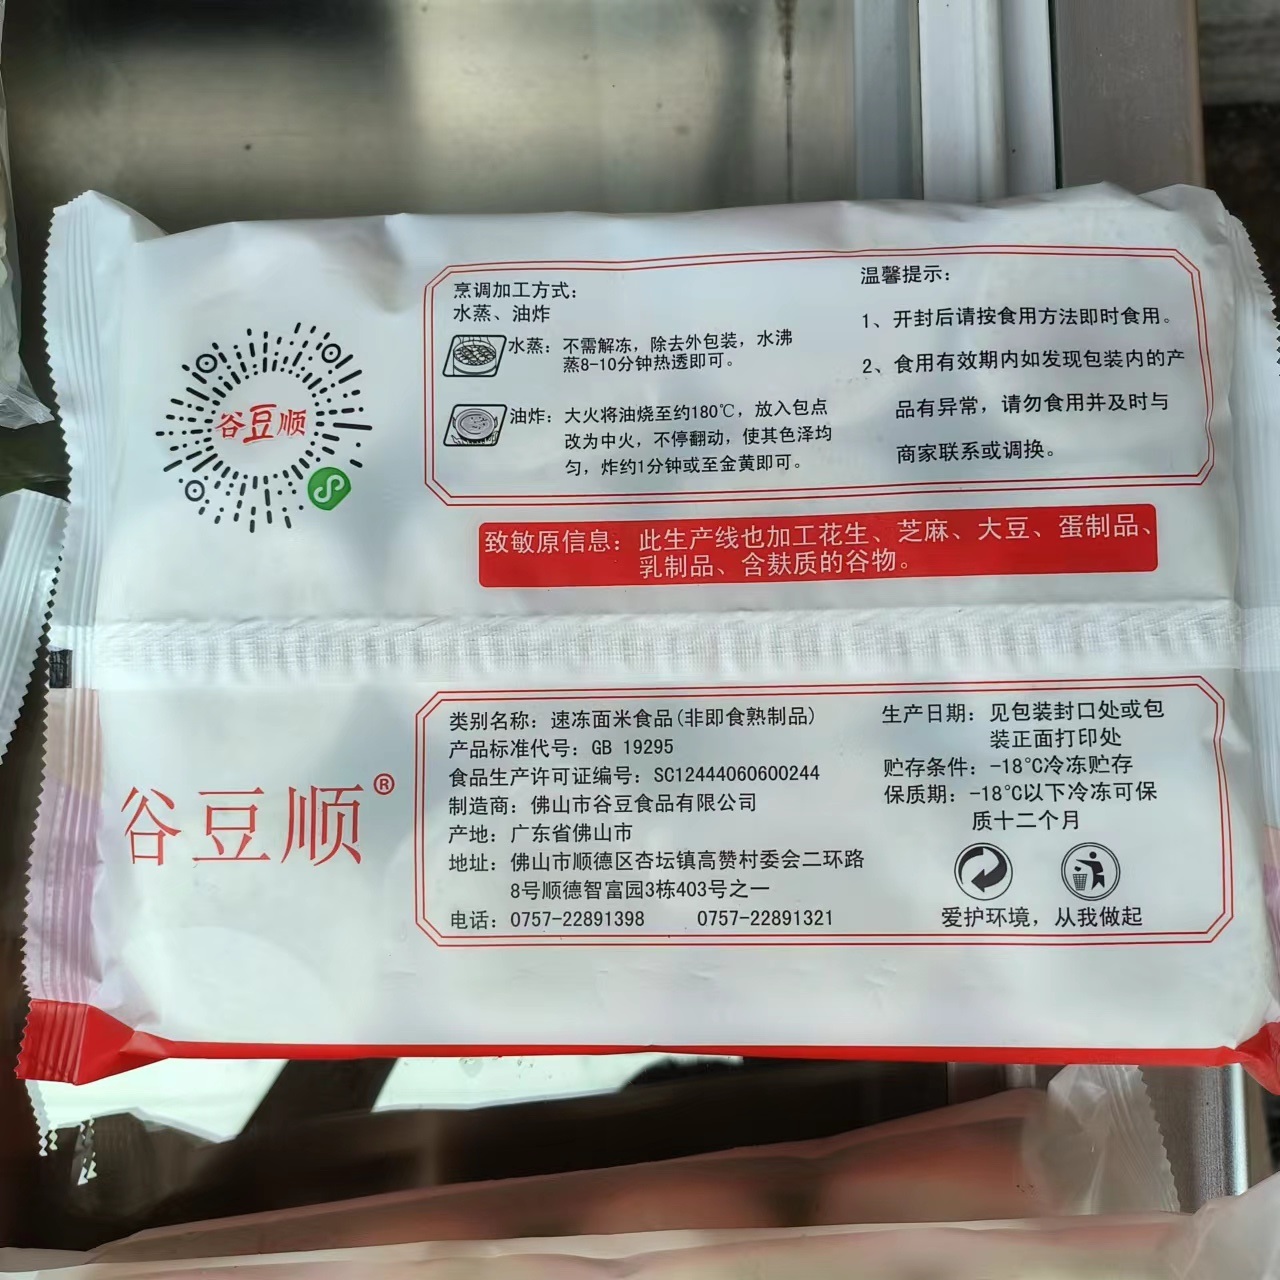 谷豆顺
烹调加工方式：
水蒸、油炸
水蒸：不需解冻，除去外包装，水沸
蒸8-10分钟热透即可。
油炸：大火将油烧至约180℃，放入包点
改为中火，不停翻动，使其色泽均
匀，炸约1分钟或至金黄即可。
温馨提示：
1、开封后请按食用方法即时食用。
2、食用有效期内如发现包装内的产
品有异常，请勿食用并及时与
商家联系或调换。
致敏原信息：此生产线也加工花生、芝麻、大豆、蛋制品、
乳制品、含麸质的谷物。
谷豆顺®
类别名称：速冻面米食品(非即食熟制品)
产品标准代号：GB 19295
食品生产许可证编号：SC12444060600244
制造商：佛山市谷豆食品有限公司
产地：广东省佛山市
地址：佛山市顺德区杏坛镇高赞村委会二环路
8号顺德智富园3栋403号之一
电话：0757-22891398 0757-22891321
生产日期：见包装封口处或包
装正面打印处
贮存条件：-18℃冷冻贮存
保质期：-18℃以下冷冻可保
质十二个月
爱护环境，从我做起